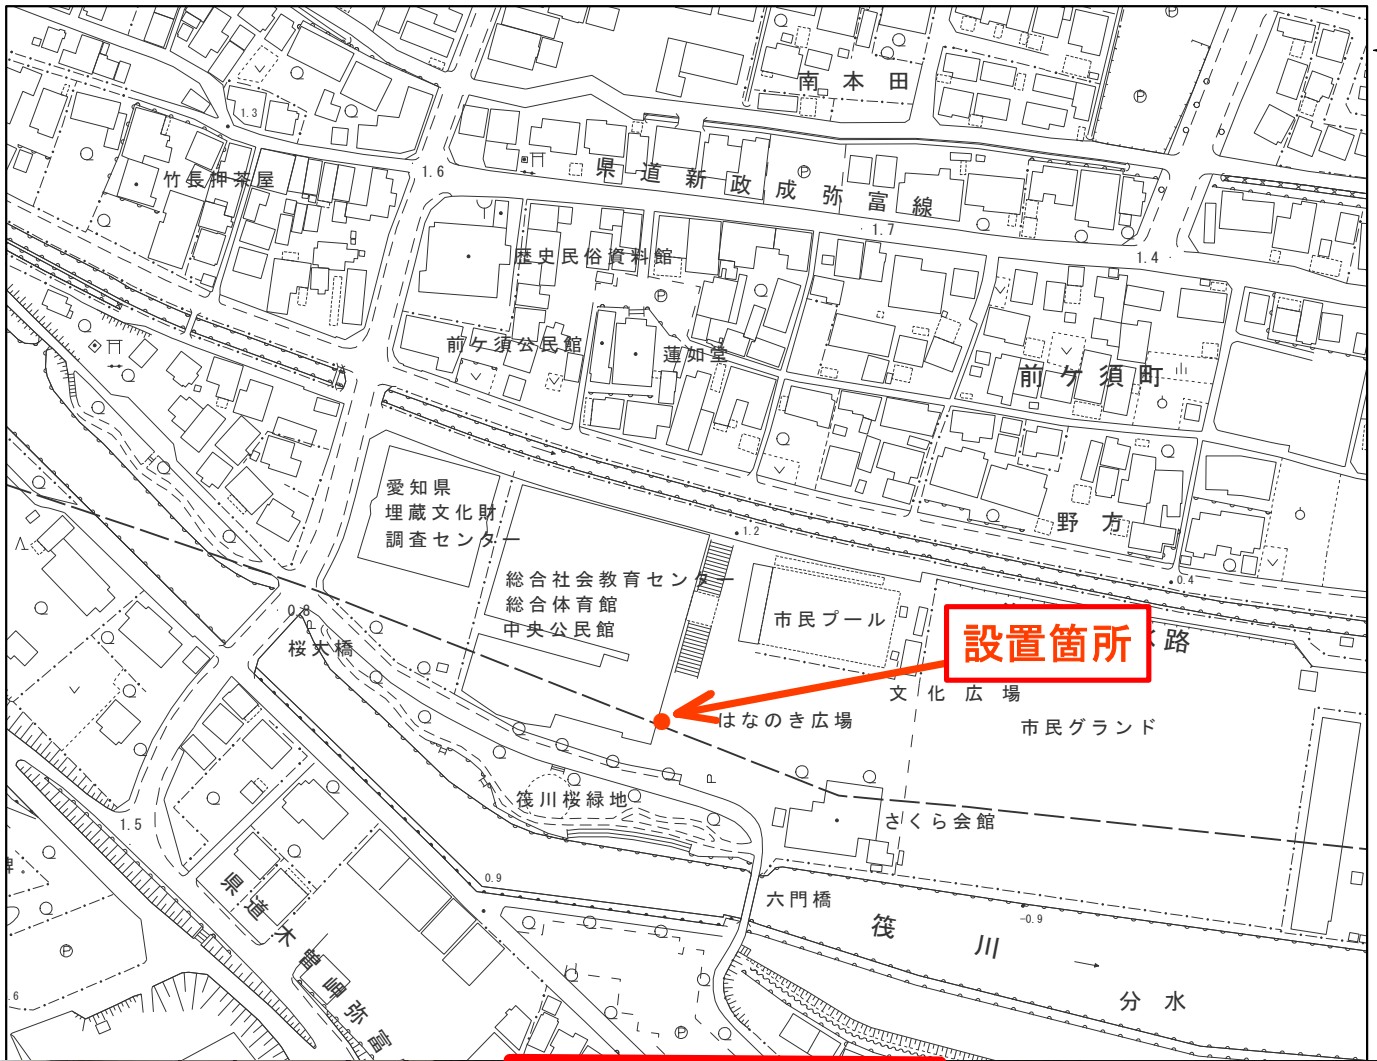 南本田
1.3
竹長押茶屋
1.6
県道新政成弥富線
1.7
1.4
歴史民俗資料館
前ケ須公民館
蓮如堂
前ケ須町
愛知県
埋蔵文化財
調査センター
1.2
野方
0.4
総合社会教育センター
総合体育館
中央公民館
市民プール
設置箇所
路
0.8
桜大橋
文化広場
はなのき広場
市民グランド
筏川桜緑地
さくら会館
1.5
0.9
六門橋
-0.9
筏川
分水
県道木曽岬弥富